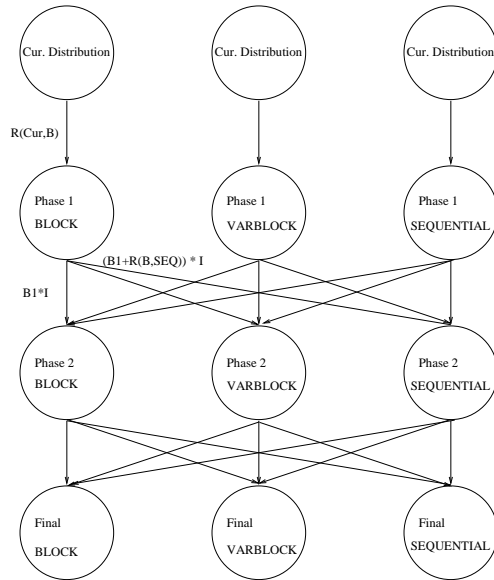 Cur. Distribution
Cur. Distribution
Cur. Distribution
R(Cur,B)
Phase 1
BLOCK
Phase 1
VARBLOCK
Phase 1
SEQUENTIAL
(B1+R(B,SEQ)) * I
B1*I
Phase 2
BLOCK
Phase 2
VARBLOCK
Phase 2
SEQUENTIAL
Final
BLOCK
Final
VARBLOCK
Final
SEQUENTIAL